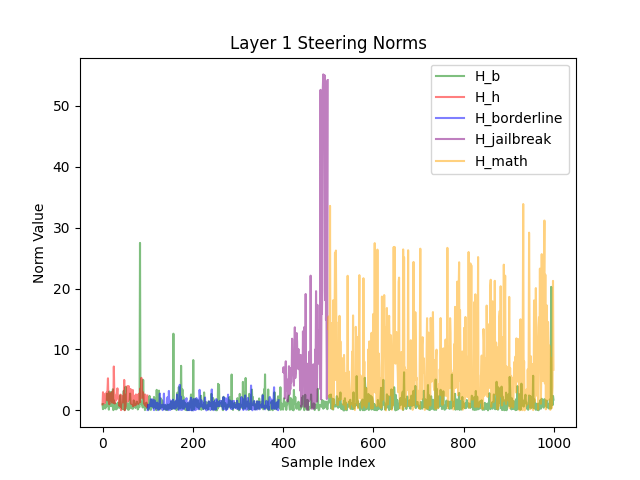 Layer 1 Steering Norms
H_b
H_h
H_borderline
H_jailbreak
H_math
Norm Value
50
40
30
20
10
0
0 200 400 600 800 1000
Sample Index